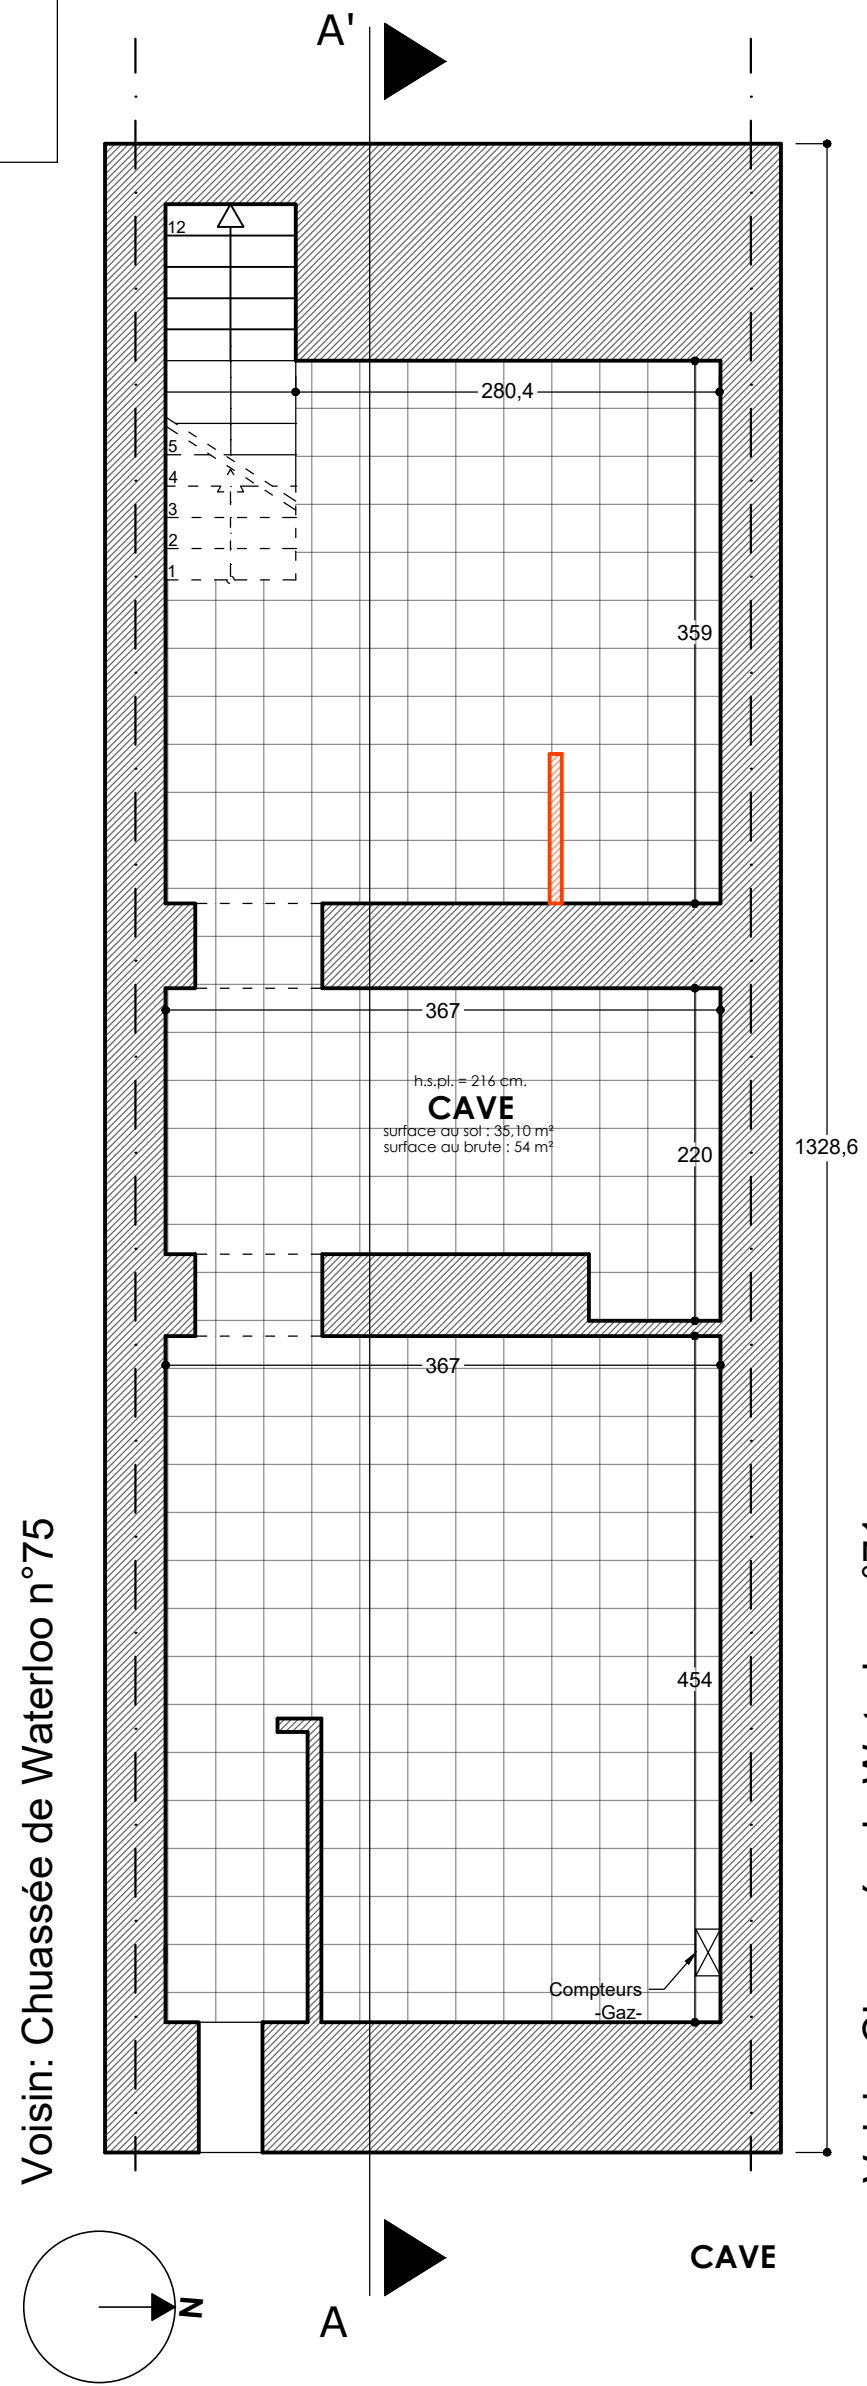 A'
12
280,4
5
4
3
2
1
359
367
h.s.pl. = 216 cm.
CAVE
surface au sol : 35,10 m²
surface au brute : 54 m²
220
1328,6
367
Voisin: Chuassée de Waterloo n°75
454
Compteurs
-Gaz-
CAVE
N
A